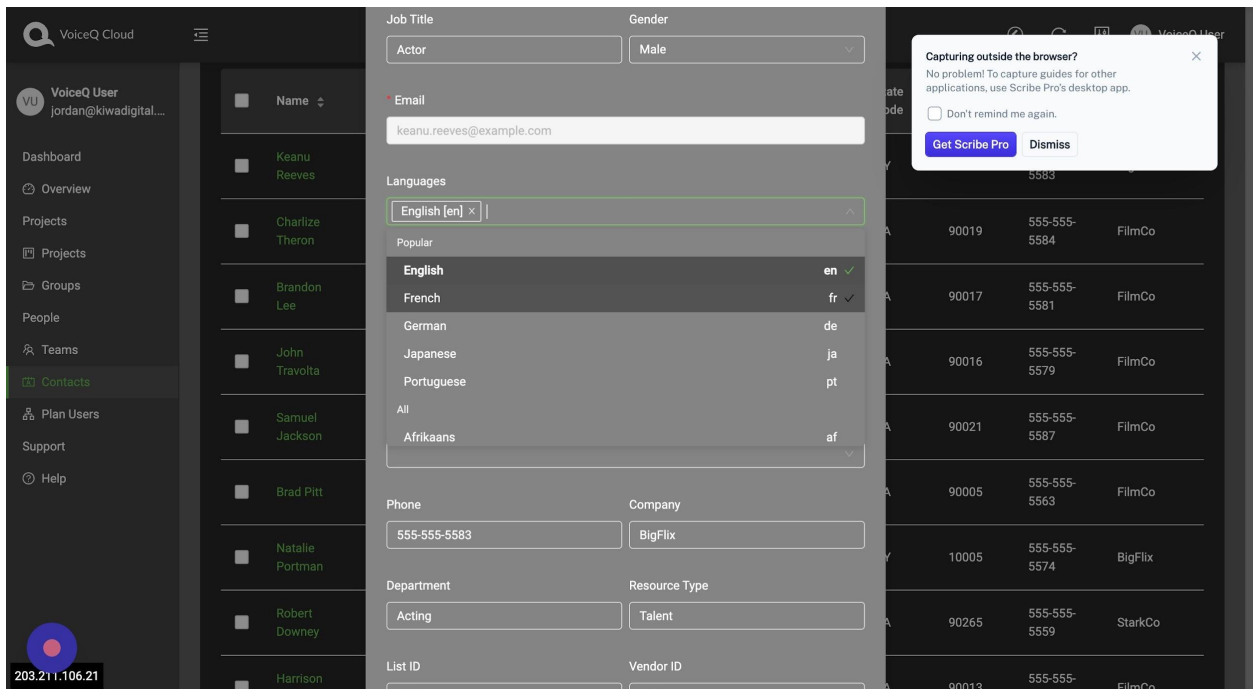 VoiceQ Cloud
VoiceQ User
VU
VoiceQ User
jordan@kiwadigital....
Dashboard
Overview
Projects
Projects
Groups
People
Teams
Contacts
Plan Users
Support
Help
203.211.106.21
Name
Keanu
Reeves
5583
Charlize
Theron
90019
555-555-
5584
FilmCo
Brandon
Lee
90017
555-555-
5581
FilmCo
John
Travolta
90016
555-555-
5579
FilmCo
Samuel
Jackson
90021
555-555-
5587
FilmCo
Brad Pitt
90005
555-555-
5563
FilmCo
Natalie
Portman
10005
555-555-
5574
BigFlix
Robert
Downey
90265
555-555-
5559
StarkCo
Harrison
90013
555-555-
FilmCo
Job Title
Gender
Actor
Male
* Email
keanu.reeves@example.com
Languages
English [en] ×
Popular
English en
French fr
German de
Japanese ja
Portuguese pt
All
Afrikaans af
Phone
Company
555-555-5583
BigFlix
Department
Resource Type
Acting
Talent
List ID
Vendor ID
Capturing outside the browser?
No problem! To capture guides for other
applications, use Scribe Pro's desktop app.
Don't remind me again.
Get Scribe Pro
Dismiss